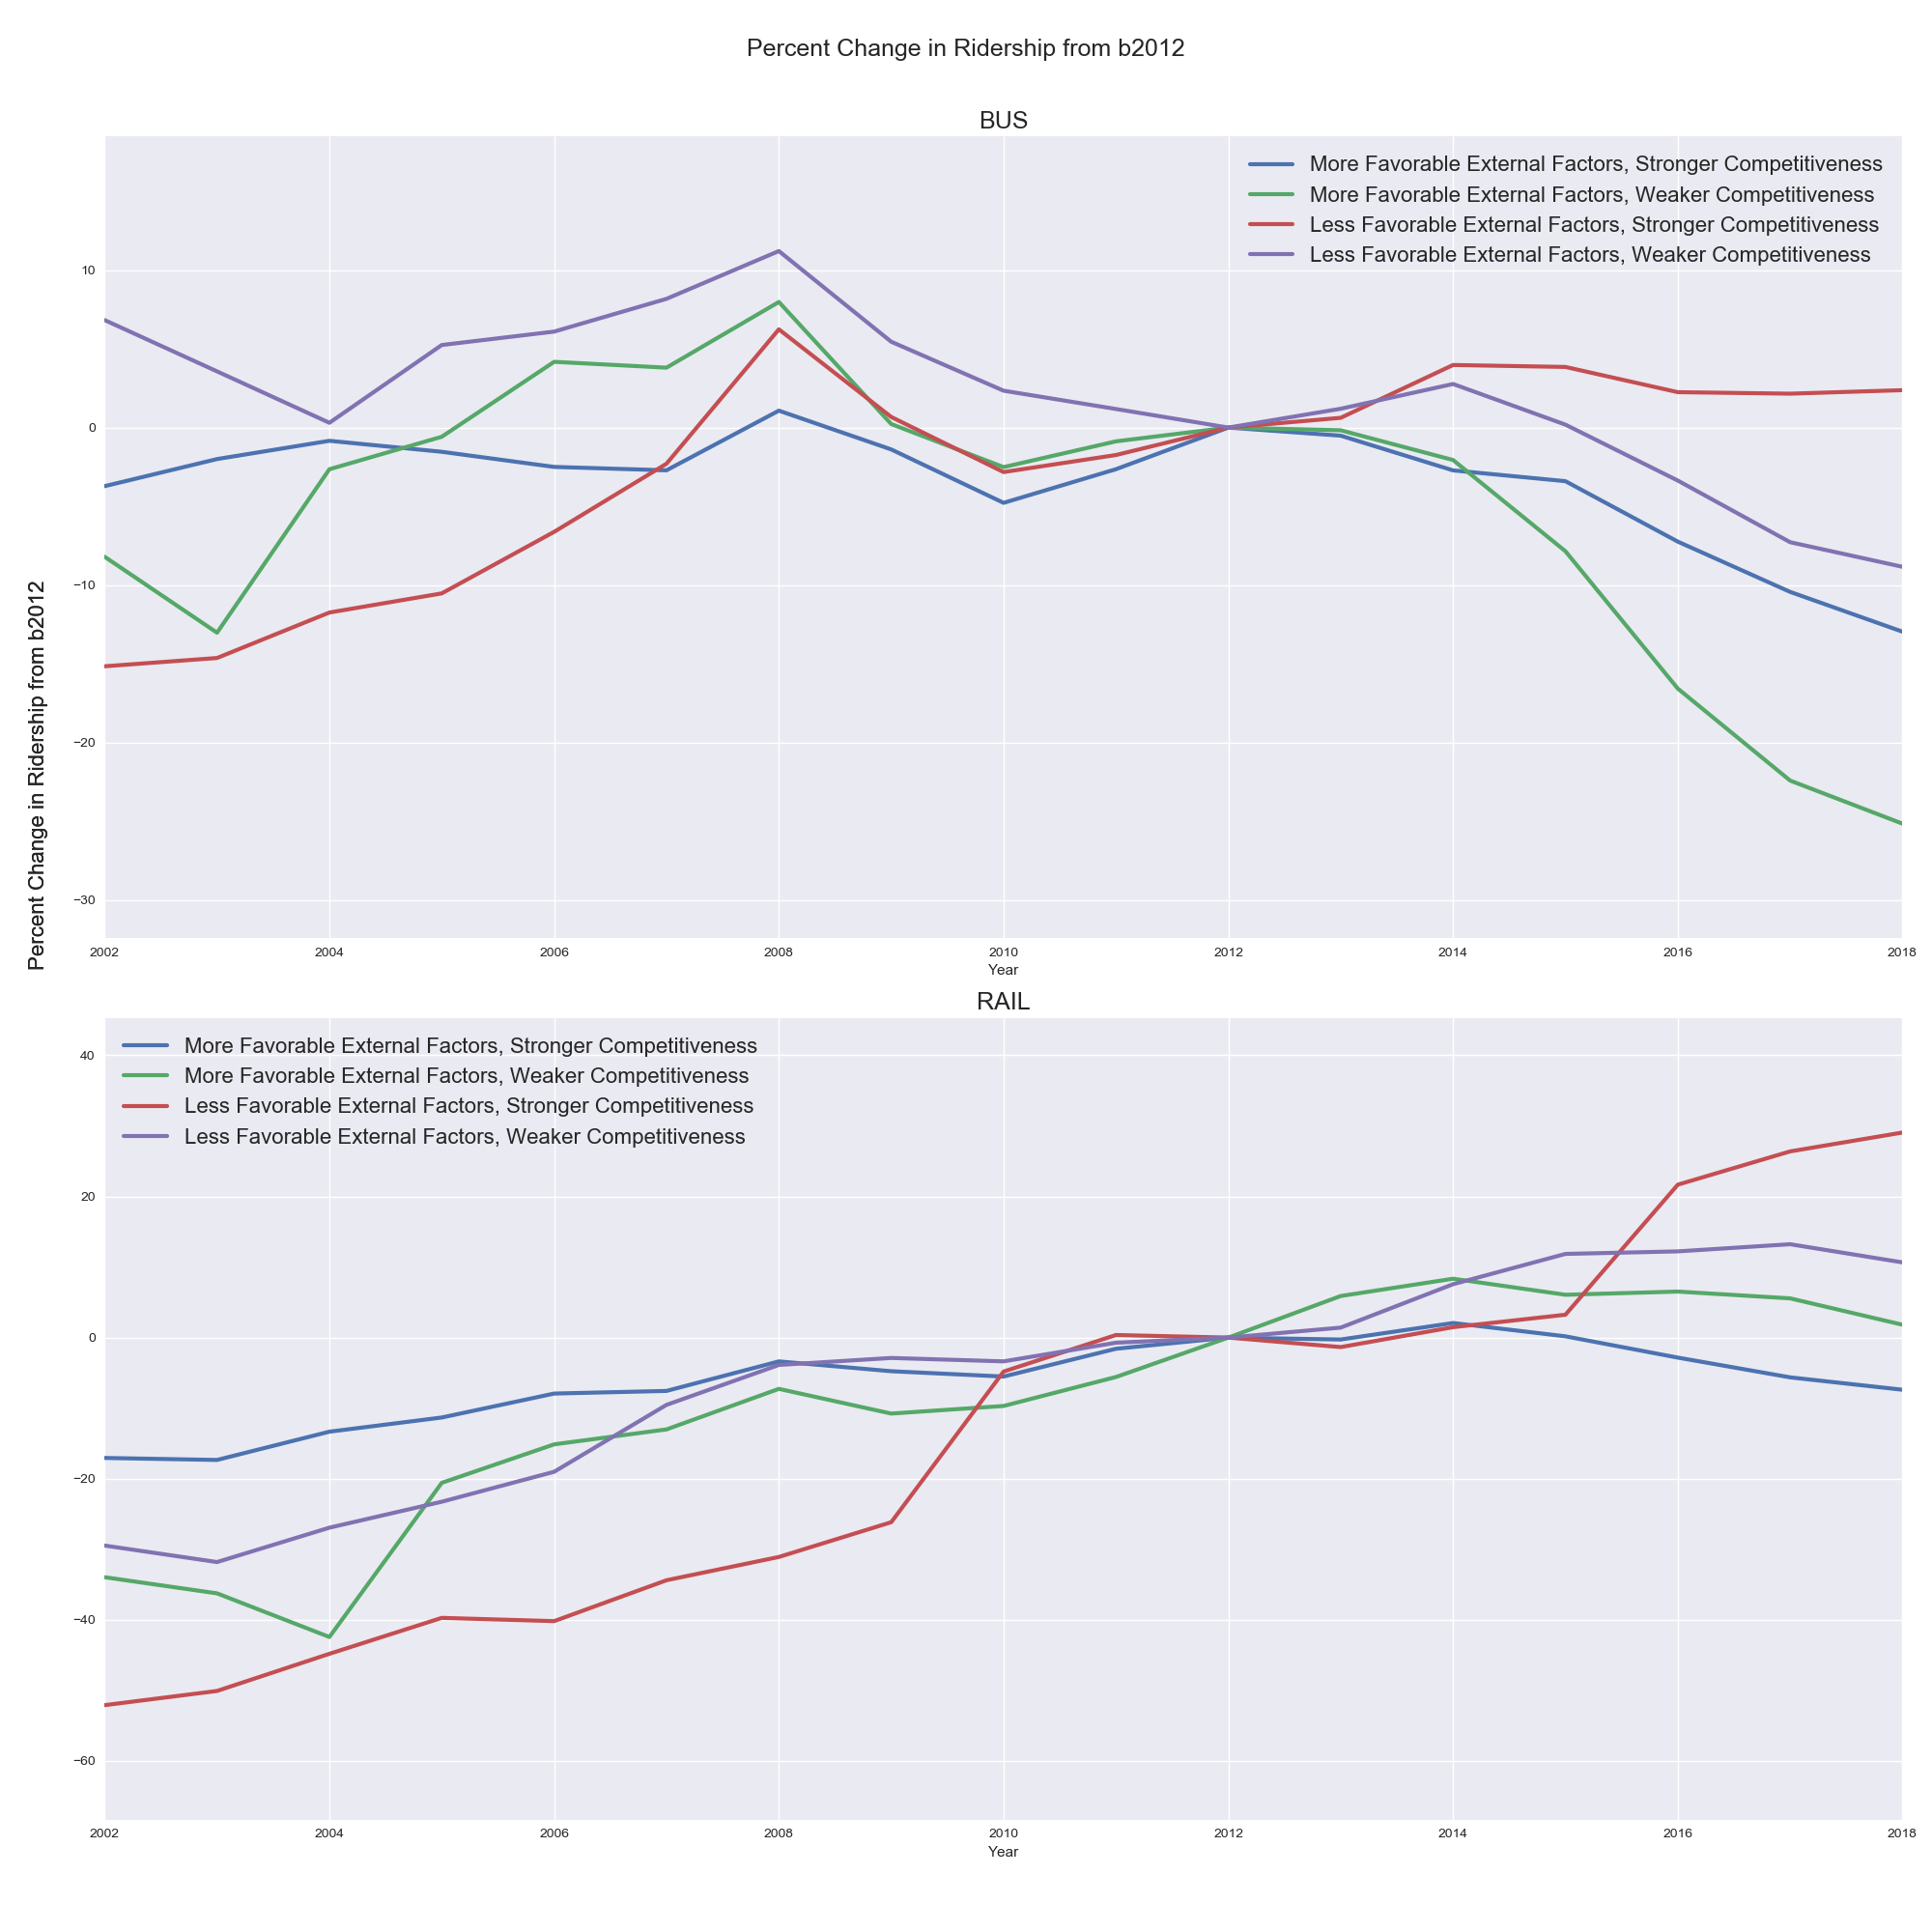 Percent Change in Ridership from b2012
BUS
More Favorable External Factors, Stronger Competitiveness
More Favorable External Factors, Weaker Competitiveness
Less Favorable External Factors, Stronger Competitiveness
Less Favorable External Factors, Weaker Competitiveness
10
0
−10
−20
−30
Percent Change in Ridership from b2012
2002 2004 2006 2008 2010 2012 2014 2016 2018
Year
RAIL
More Favorable External Factors, Stronger Competitiveness
More Favorable External Factors, Weaker Competitiveness
Less Favorable External Factors, Stronger Competitiveness
Less Favorable External Factors, Weaker Competitiveness
40
20
0
−20
−40
−60
2002 2004 2006 2008 2010 2012 2014 2016 2018
Year